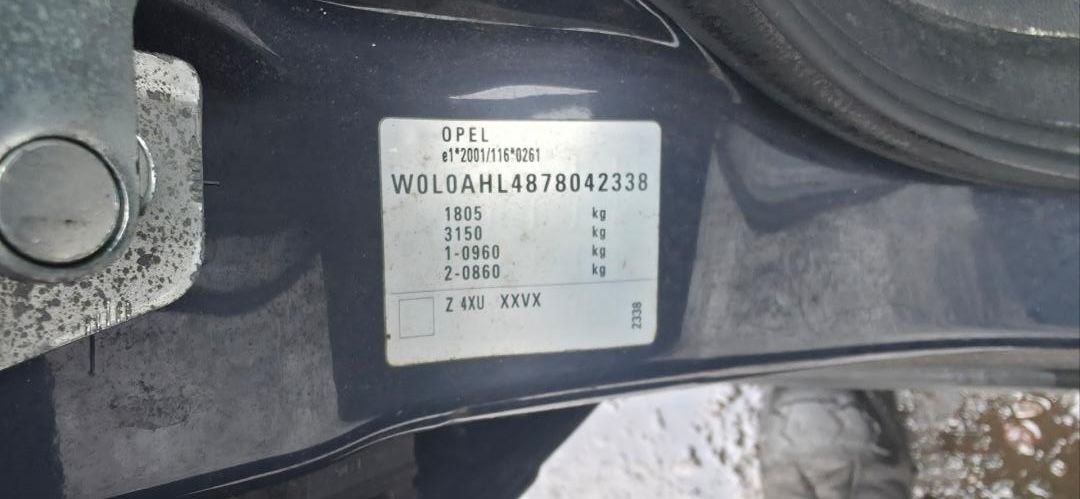 OPEL
e1*2001/116*0261
W0L0AHL4878042338
1805 kg
3150 kg
1-0960 kg
2-0860 kg
Z 4XU XXVX
2338